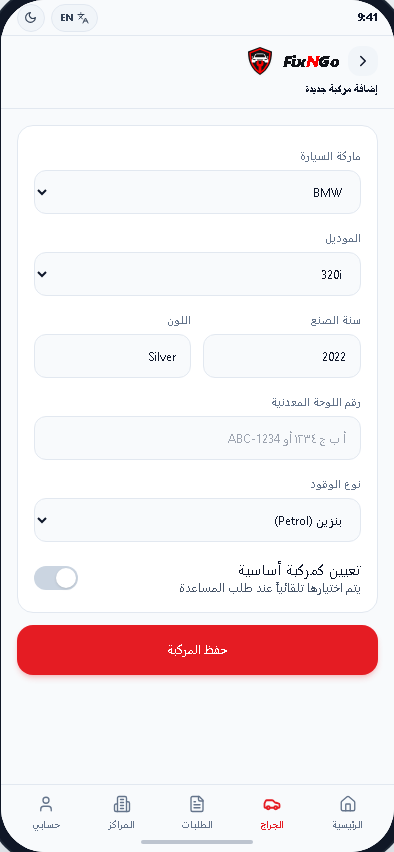 9:41
EN
FixNGo
إضافة مركبة جديدة
ماركة السيارة
BMW
الموديل
320i
سنة الصنع
اللون
2022
Silver
رقم اللوحة المعدنية
أ ب ج ١٢٣٤ أو ABC-1234
نوع الوقود
بنزين (Petrol)
تعيين كمركبة أساسية
يتم اختيارها تلقائياً عند طلب المساعدة
حفظ المركبة
الرئيسية
الجراج
الطلبات
المراكز
حسابي